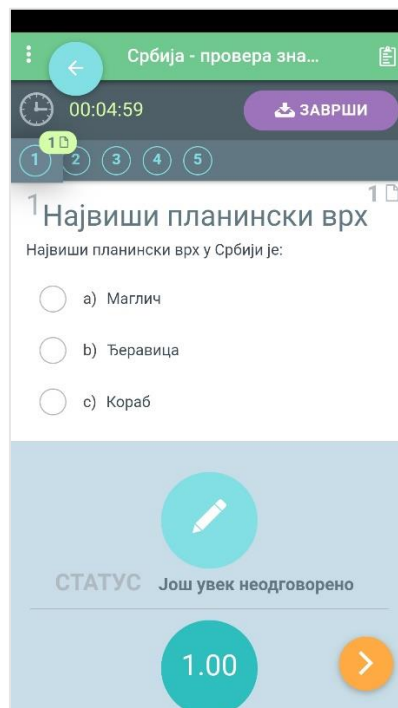 Србија - провера зна...
00:04:59
ЗАВРШИ
1
1 2 3 4 5
1
1 Највиши планински врх
Највиши планински врх у Србији је:
a) Маглич
b) Ђеравица
c) Кораб
СТАТУС Још увек неодговорено
1.00